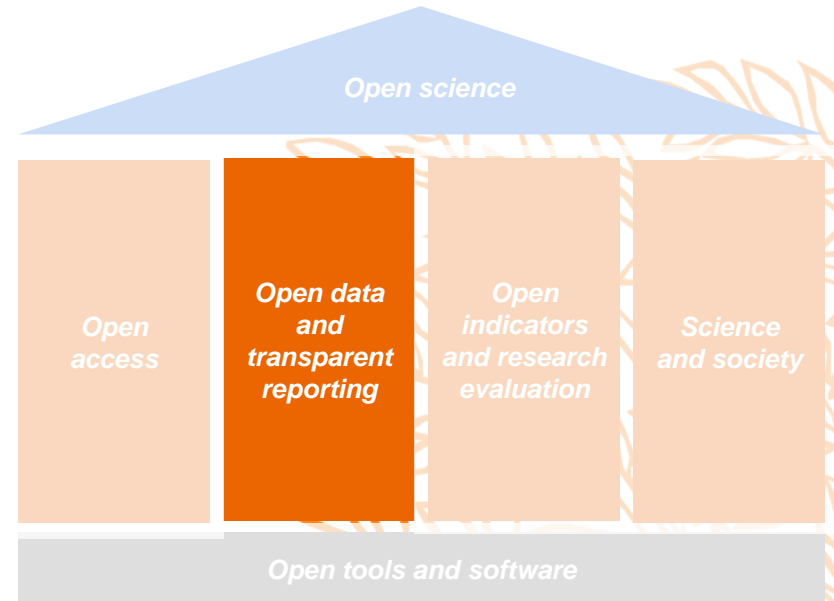 Open science
Open
access
Open data
and
transparent
reporting
Open
indicators
and research
evaluation
Science
and society
Open tools and software